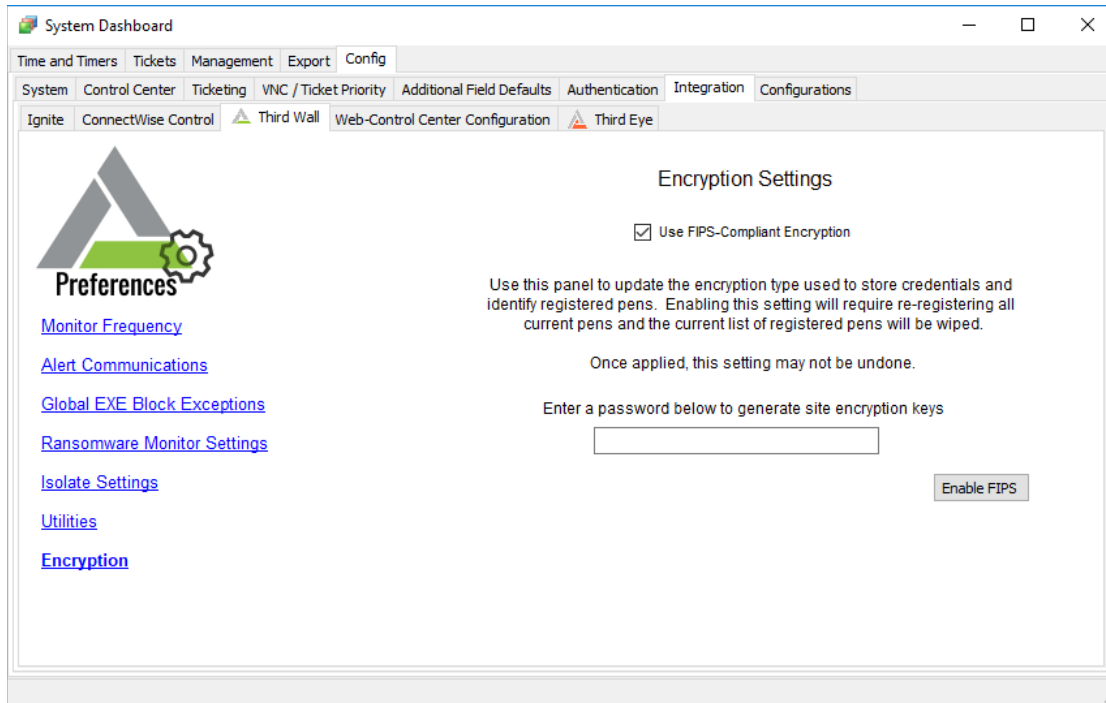 System Dashboard
Time and Timers Tickets Management Export Config
System Control Center Ticketing VNC / Ticket Priority Additional Field Defaults Authentication Integration Configurations
Ignite ConnectWise Control Third Wall Web-Control Center Configuration Third Eye
Preferences
Monitor Frequency
Alert Communications
Global EXE Block Exceptions
Ransomware Monitor Settings
Isolate Settings
Utilities
Encryption
Encryption Settings
Use FIPS-Compliant Encryption
Use this panel to update the encryption type used to store credentials and
identify registered pens. Enabling this setting will require re-registering all
current pens and the current list of registered pens will be wiped.
Once applied, this setting may not be undone.
Enter a password below to generate site encryption keys
Enable FIPS